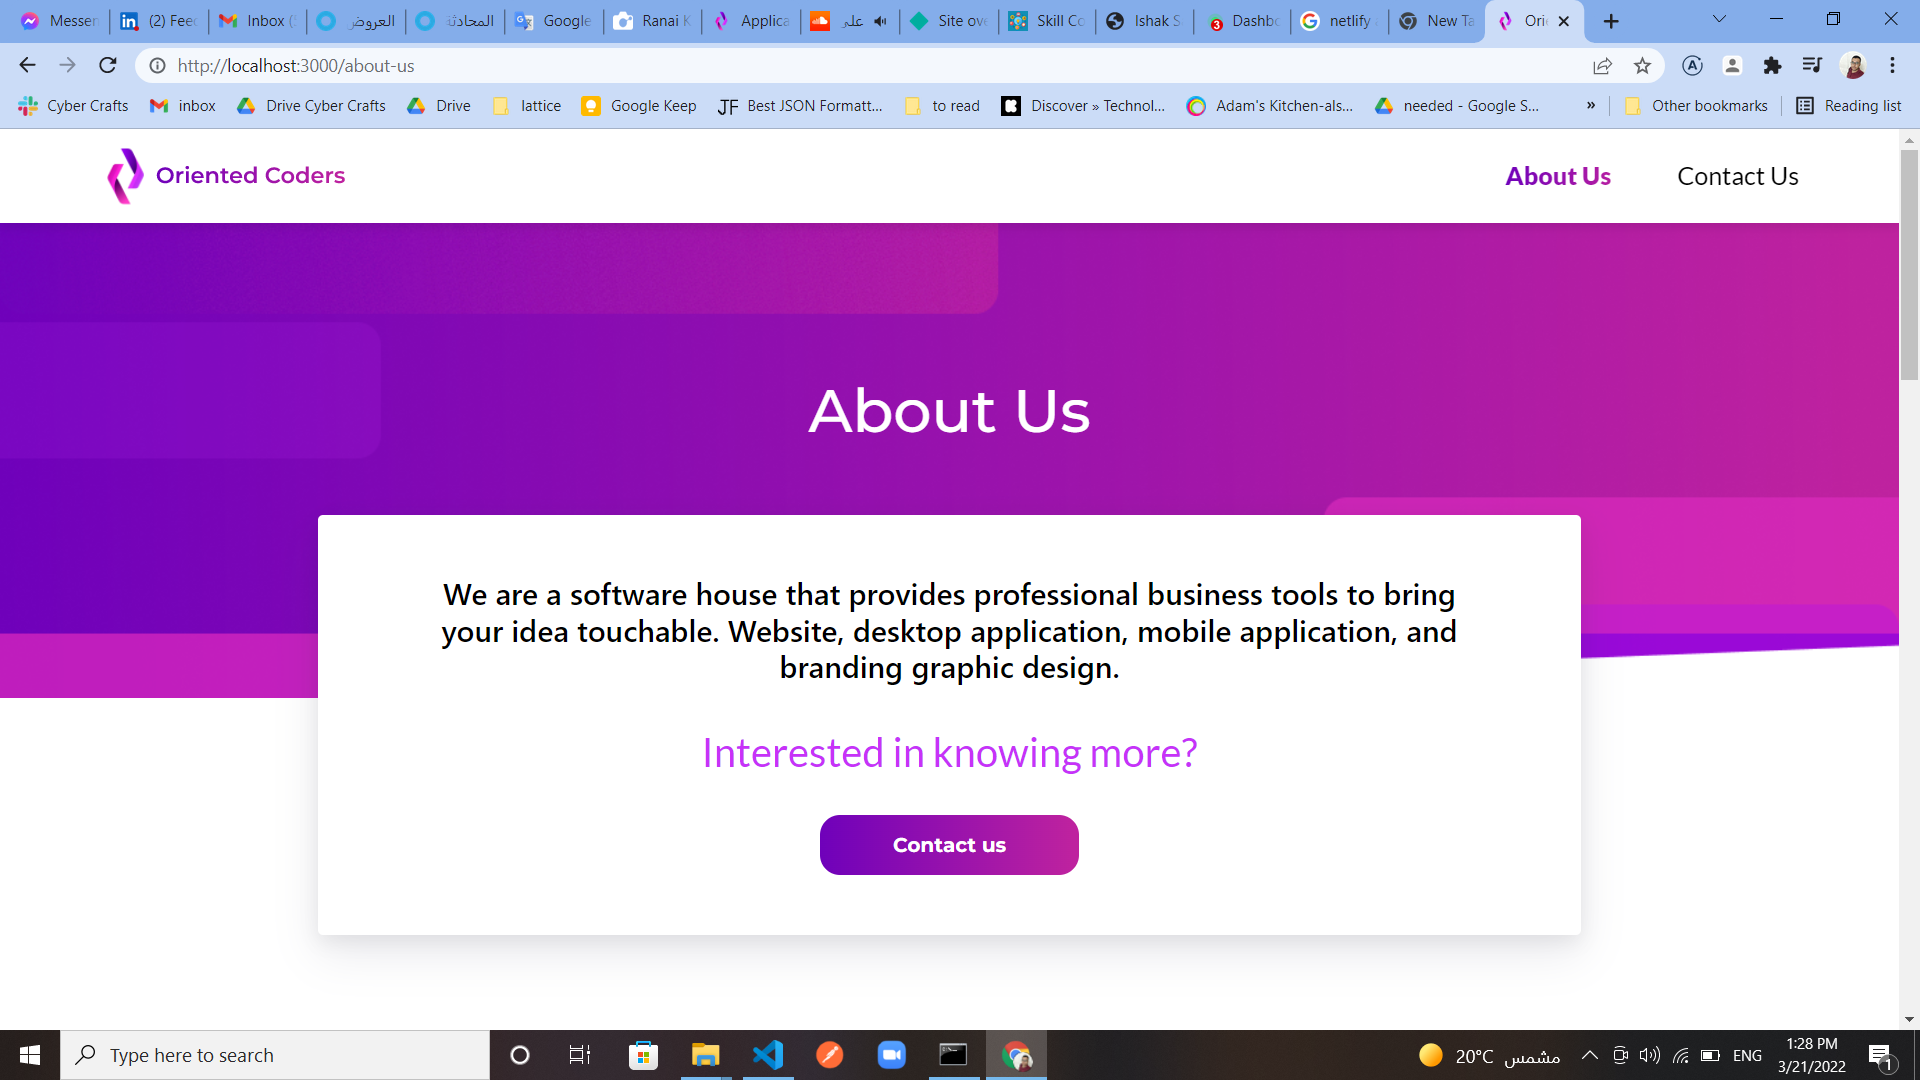 Messen
(2) Feed
Inbox (
العروض
المحادثة
Google
Ranai K
Applica
على
Site ove
Skill Co
Ishak S
Dashbo
netlify
New Ta
Orie
http://localhost:3000/about-us
Cyber Crafts
inbox
Drive Cyber Crafts
Drive
lattice
Google Keep
JF Best JSON Formatt...
to read
Discover » Technol...
Adam's Kitchen-als...
needed - Google S...
»
Other bookmarks
Reading list
Oriented Coders
About Us
Contact Us
About Us
We are a software house that provides professional business tools to bring
your idea touchable. Website, desktop application, mobile application, and
branding graphic design.
Interested in knowing more?
Contact us
Type here to search
20°C مشمس
ENG
1:28 PM
3/21/2022
1